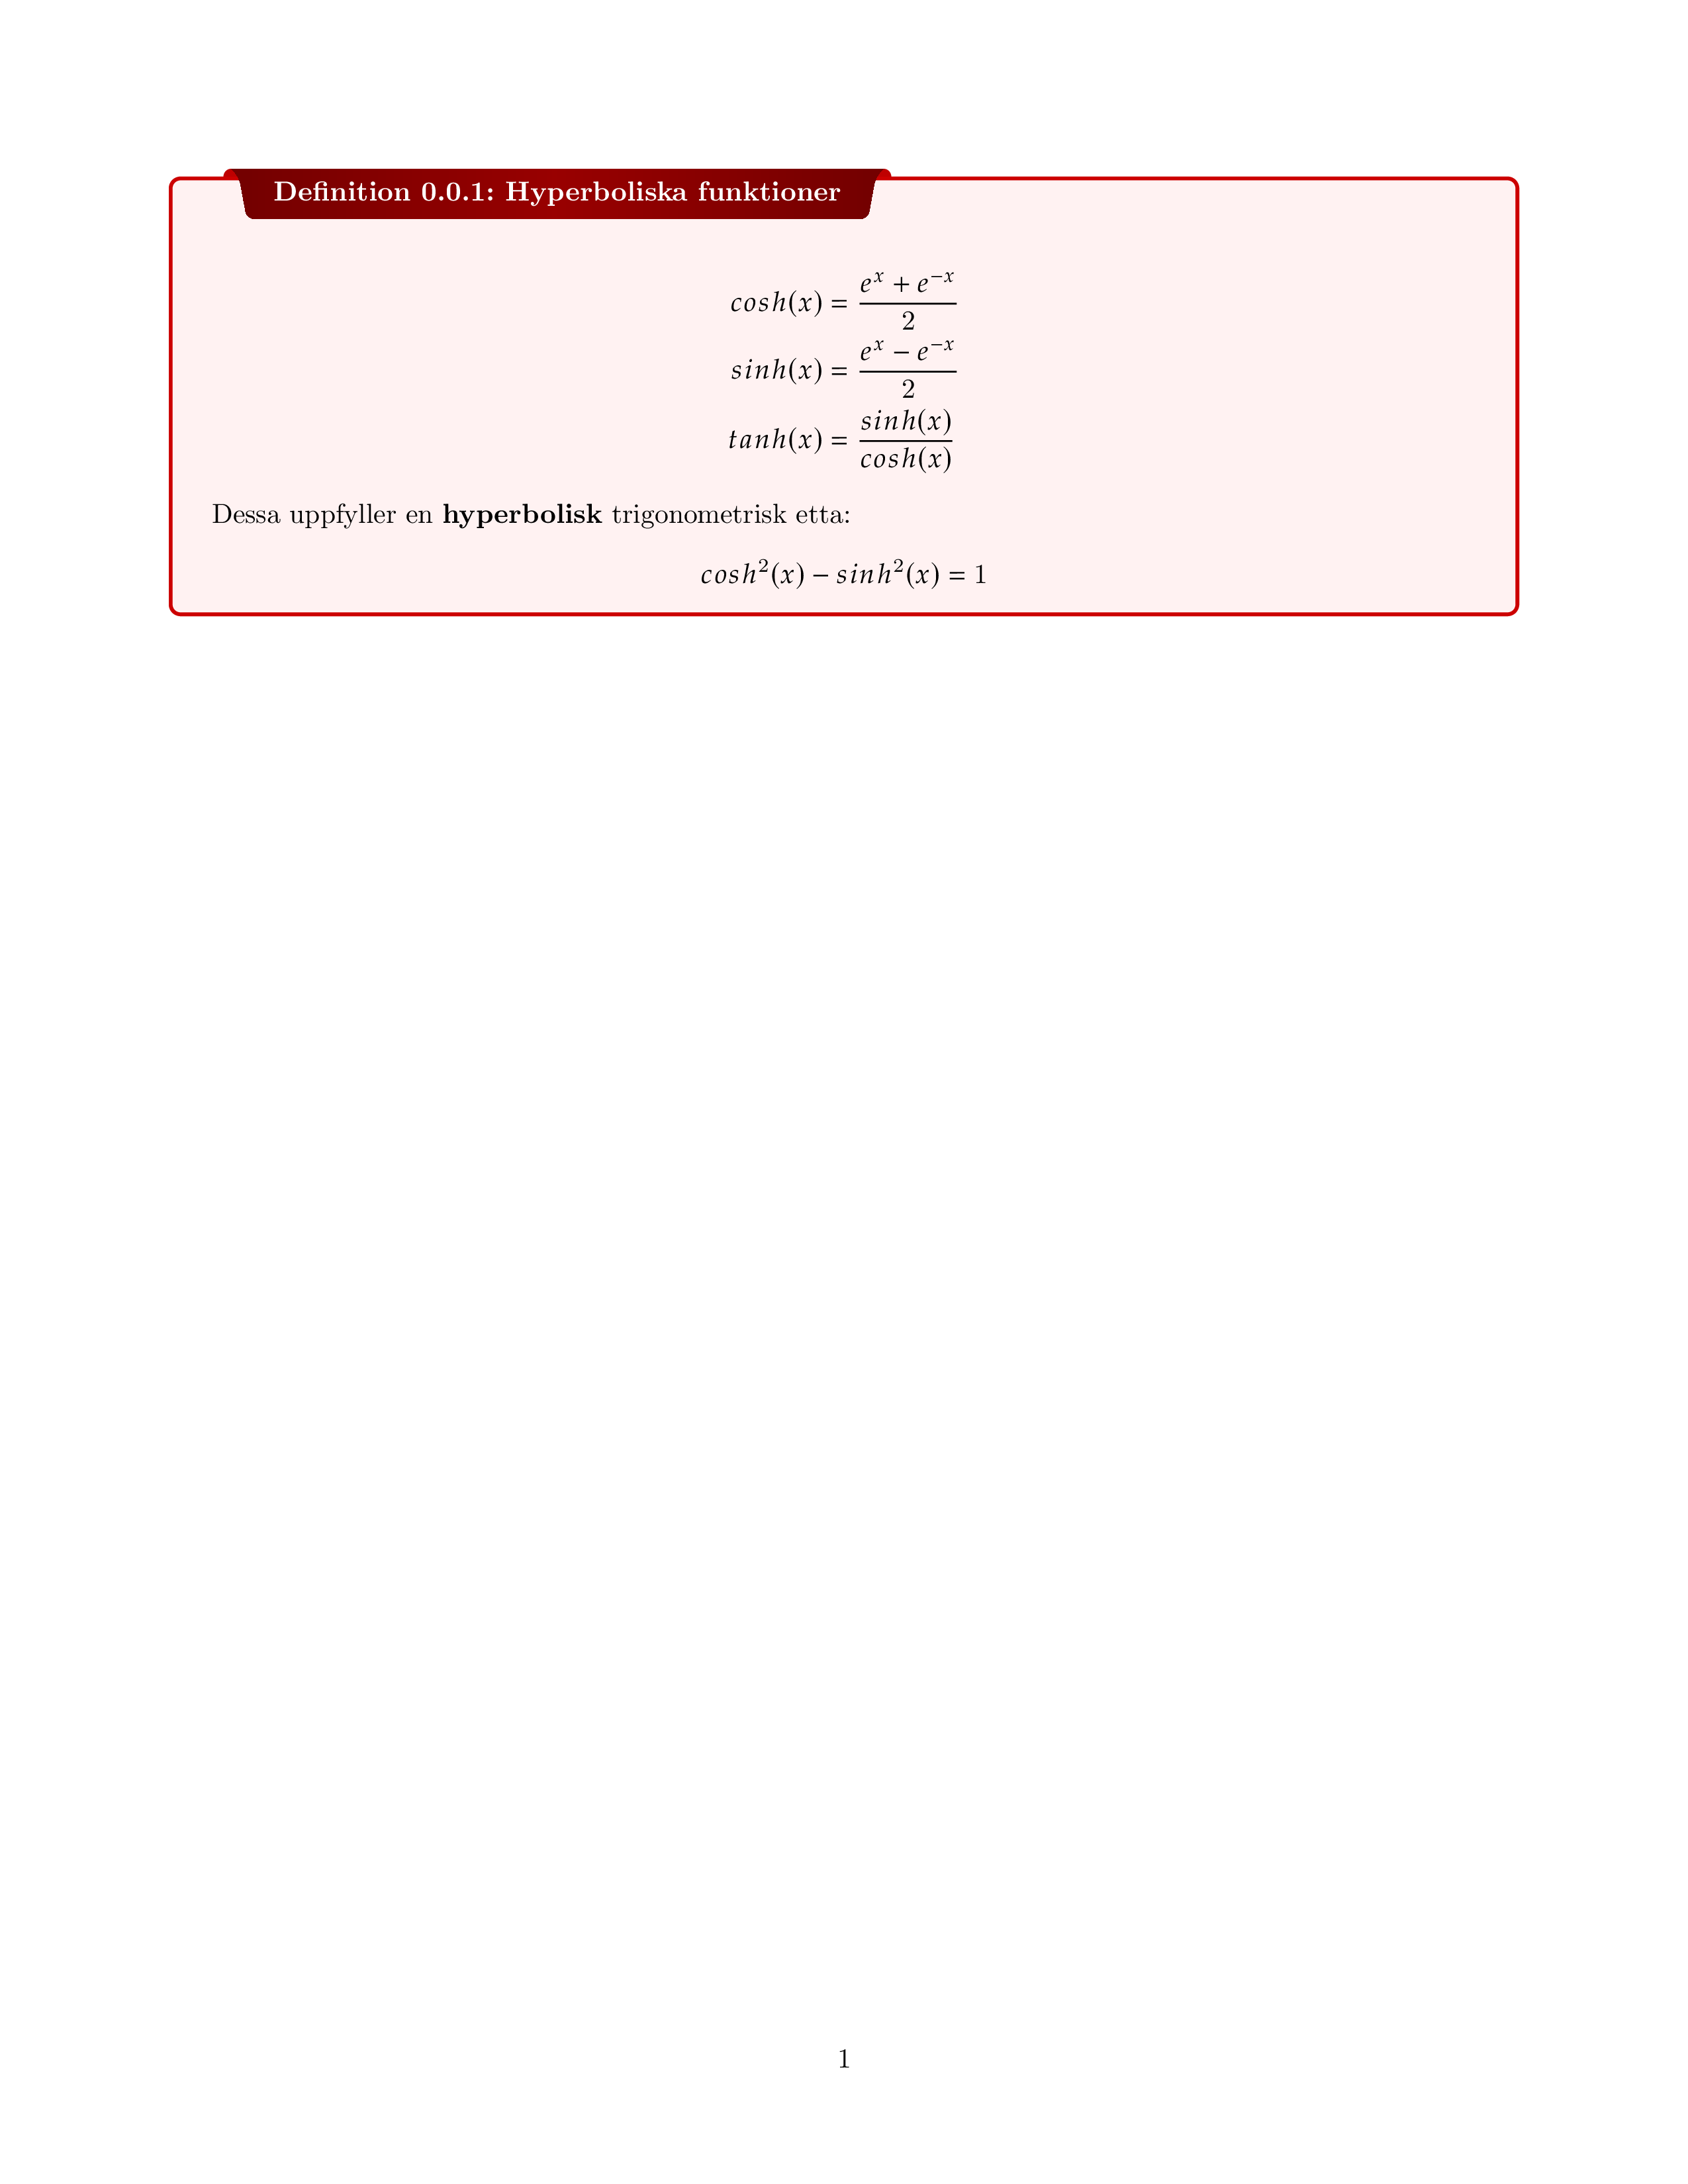 Definition 0.0.1: Hyperboliska funktioner
cosh(x) = \frac{e^x + e^{-x}}{2}
sinh(x) = \frac{e^x - e^{-x}}{2}
tanh(x) = \frac{sinh(x)}{cosh(x)}
Dessa uppfyller en hyperbolisk trigonometrisk etta:
cosh^2(x) - sinh^2(x) = 1
1